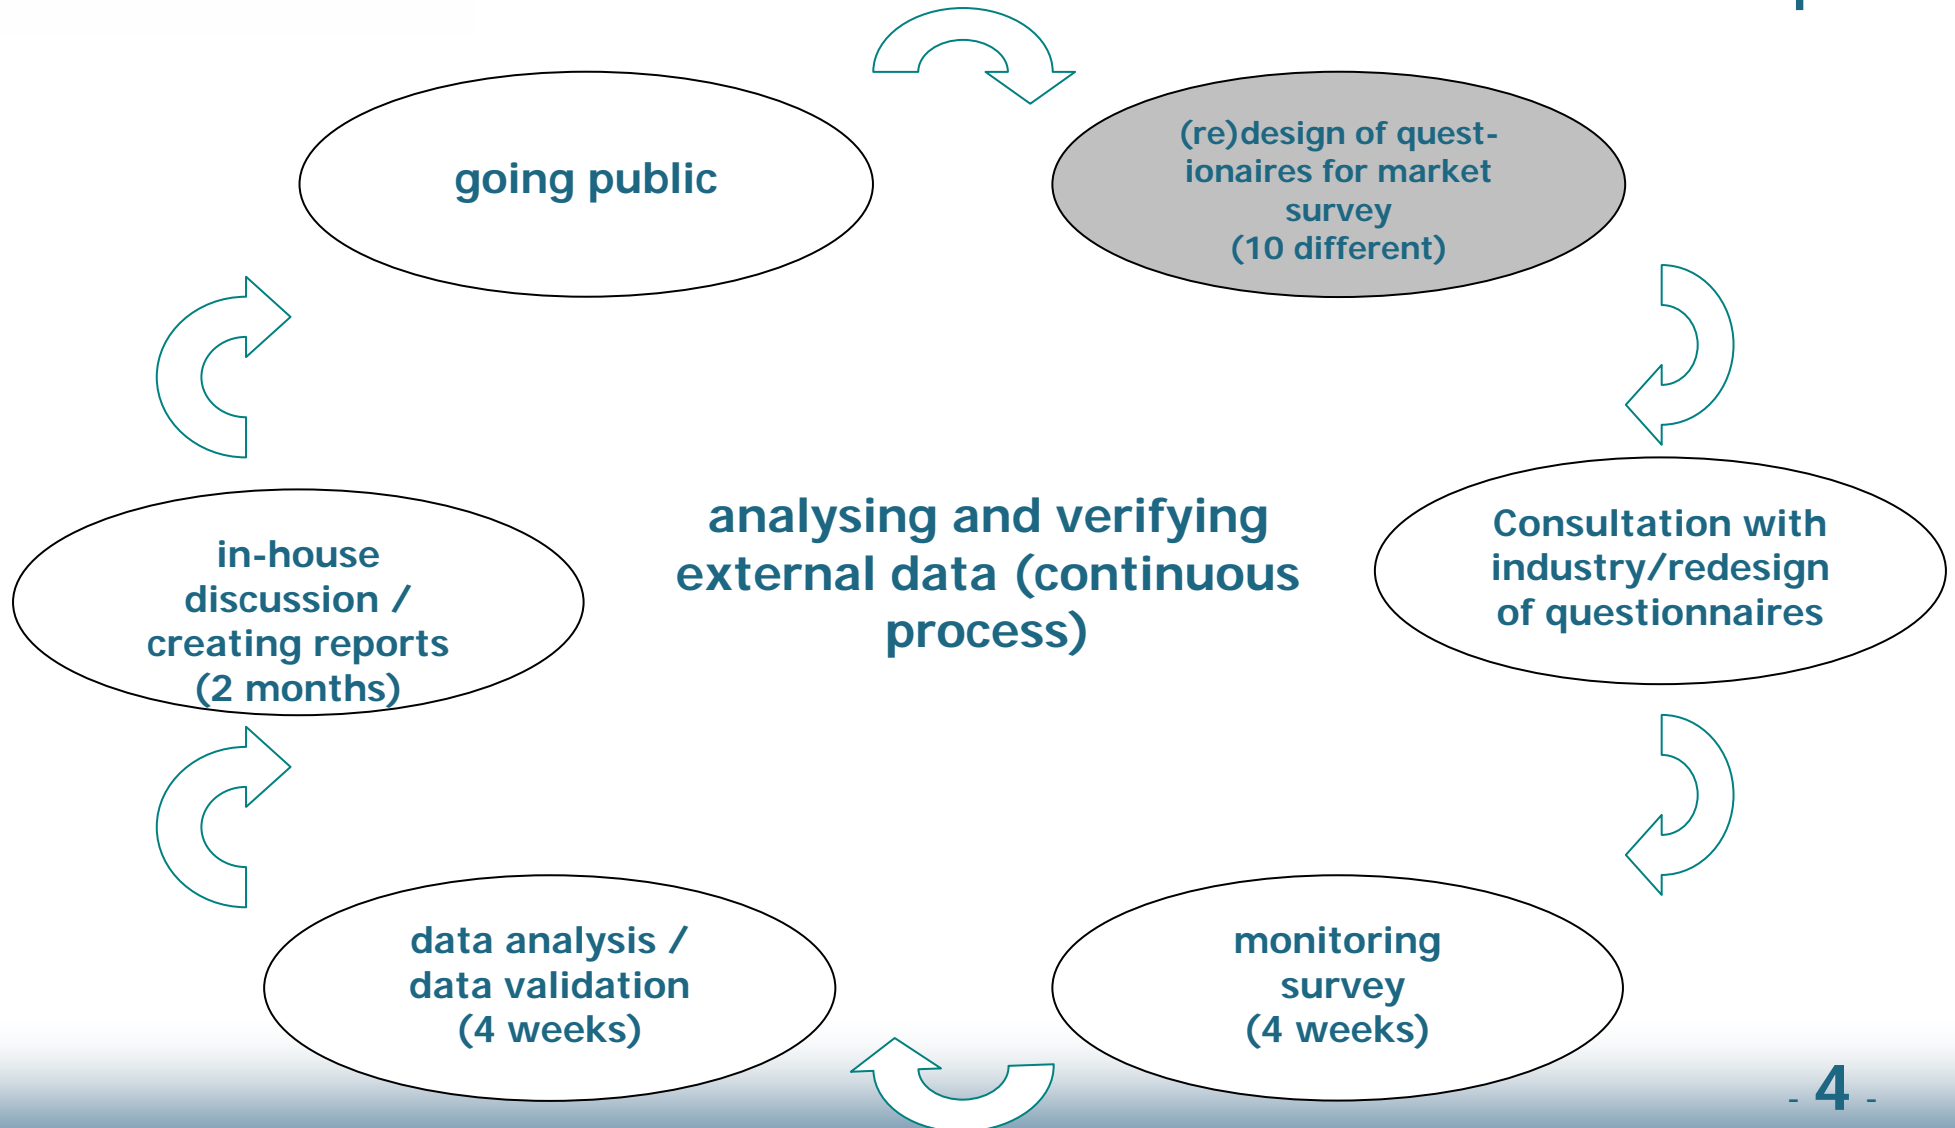 going public
(re)design of quest-
ionaires for market
survey
(10 different)
analysing and verifying
external data (continuous
process)
Consultation with
industry/redesign
of questionnaires
in-house
discussion /
creating reports
(2 months)
data analysis /
data validation
(4 weeks)
monitoring
survey
(4 weeks)
- 4 -